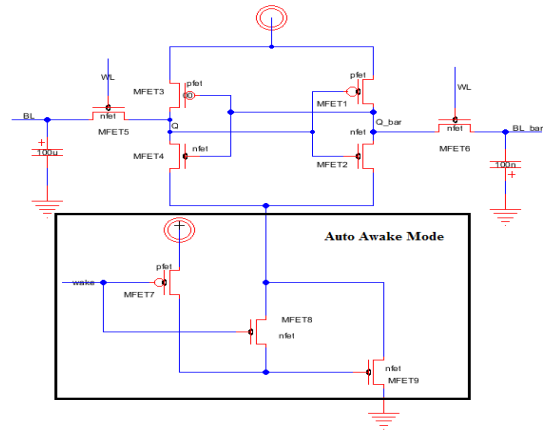 pfet
MFET3
WL
BL
nfet
MFET5
100u
Q
nfet
MFET4
pfet
MFET1
nfet
MFET2
Q_bar
WL
nfet
MFET6
BL_bar
100n
Auto Awake Mode
wake
pfet
MFET7
MFET8
nfet
nfet
MFET9